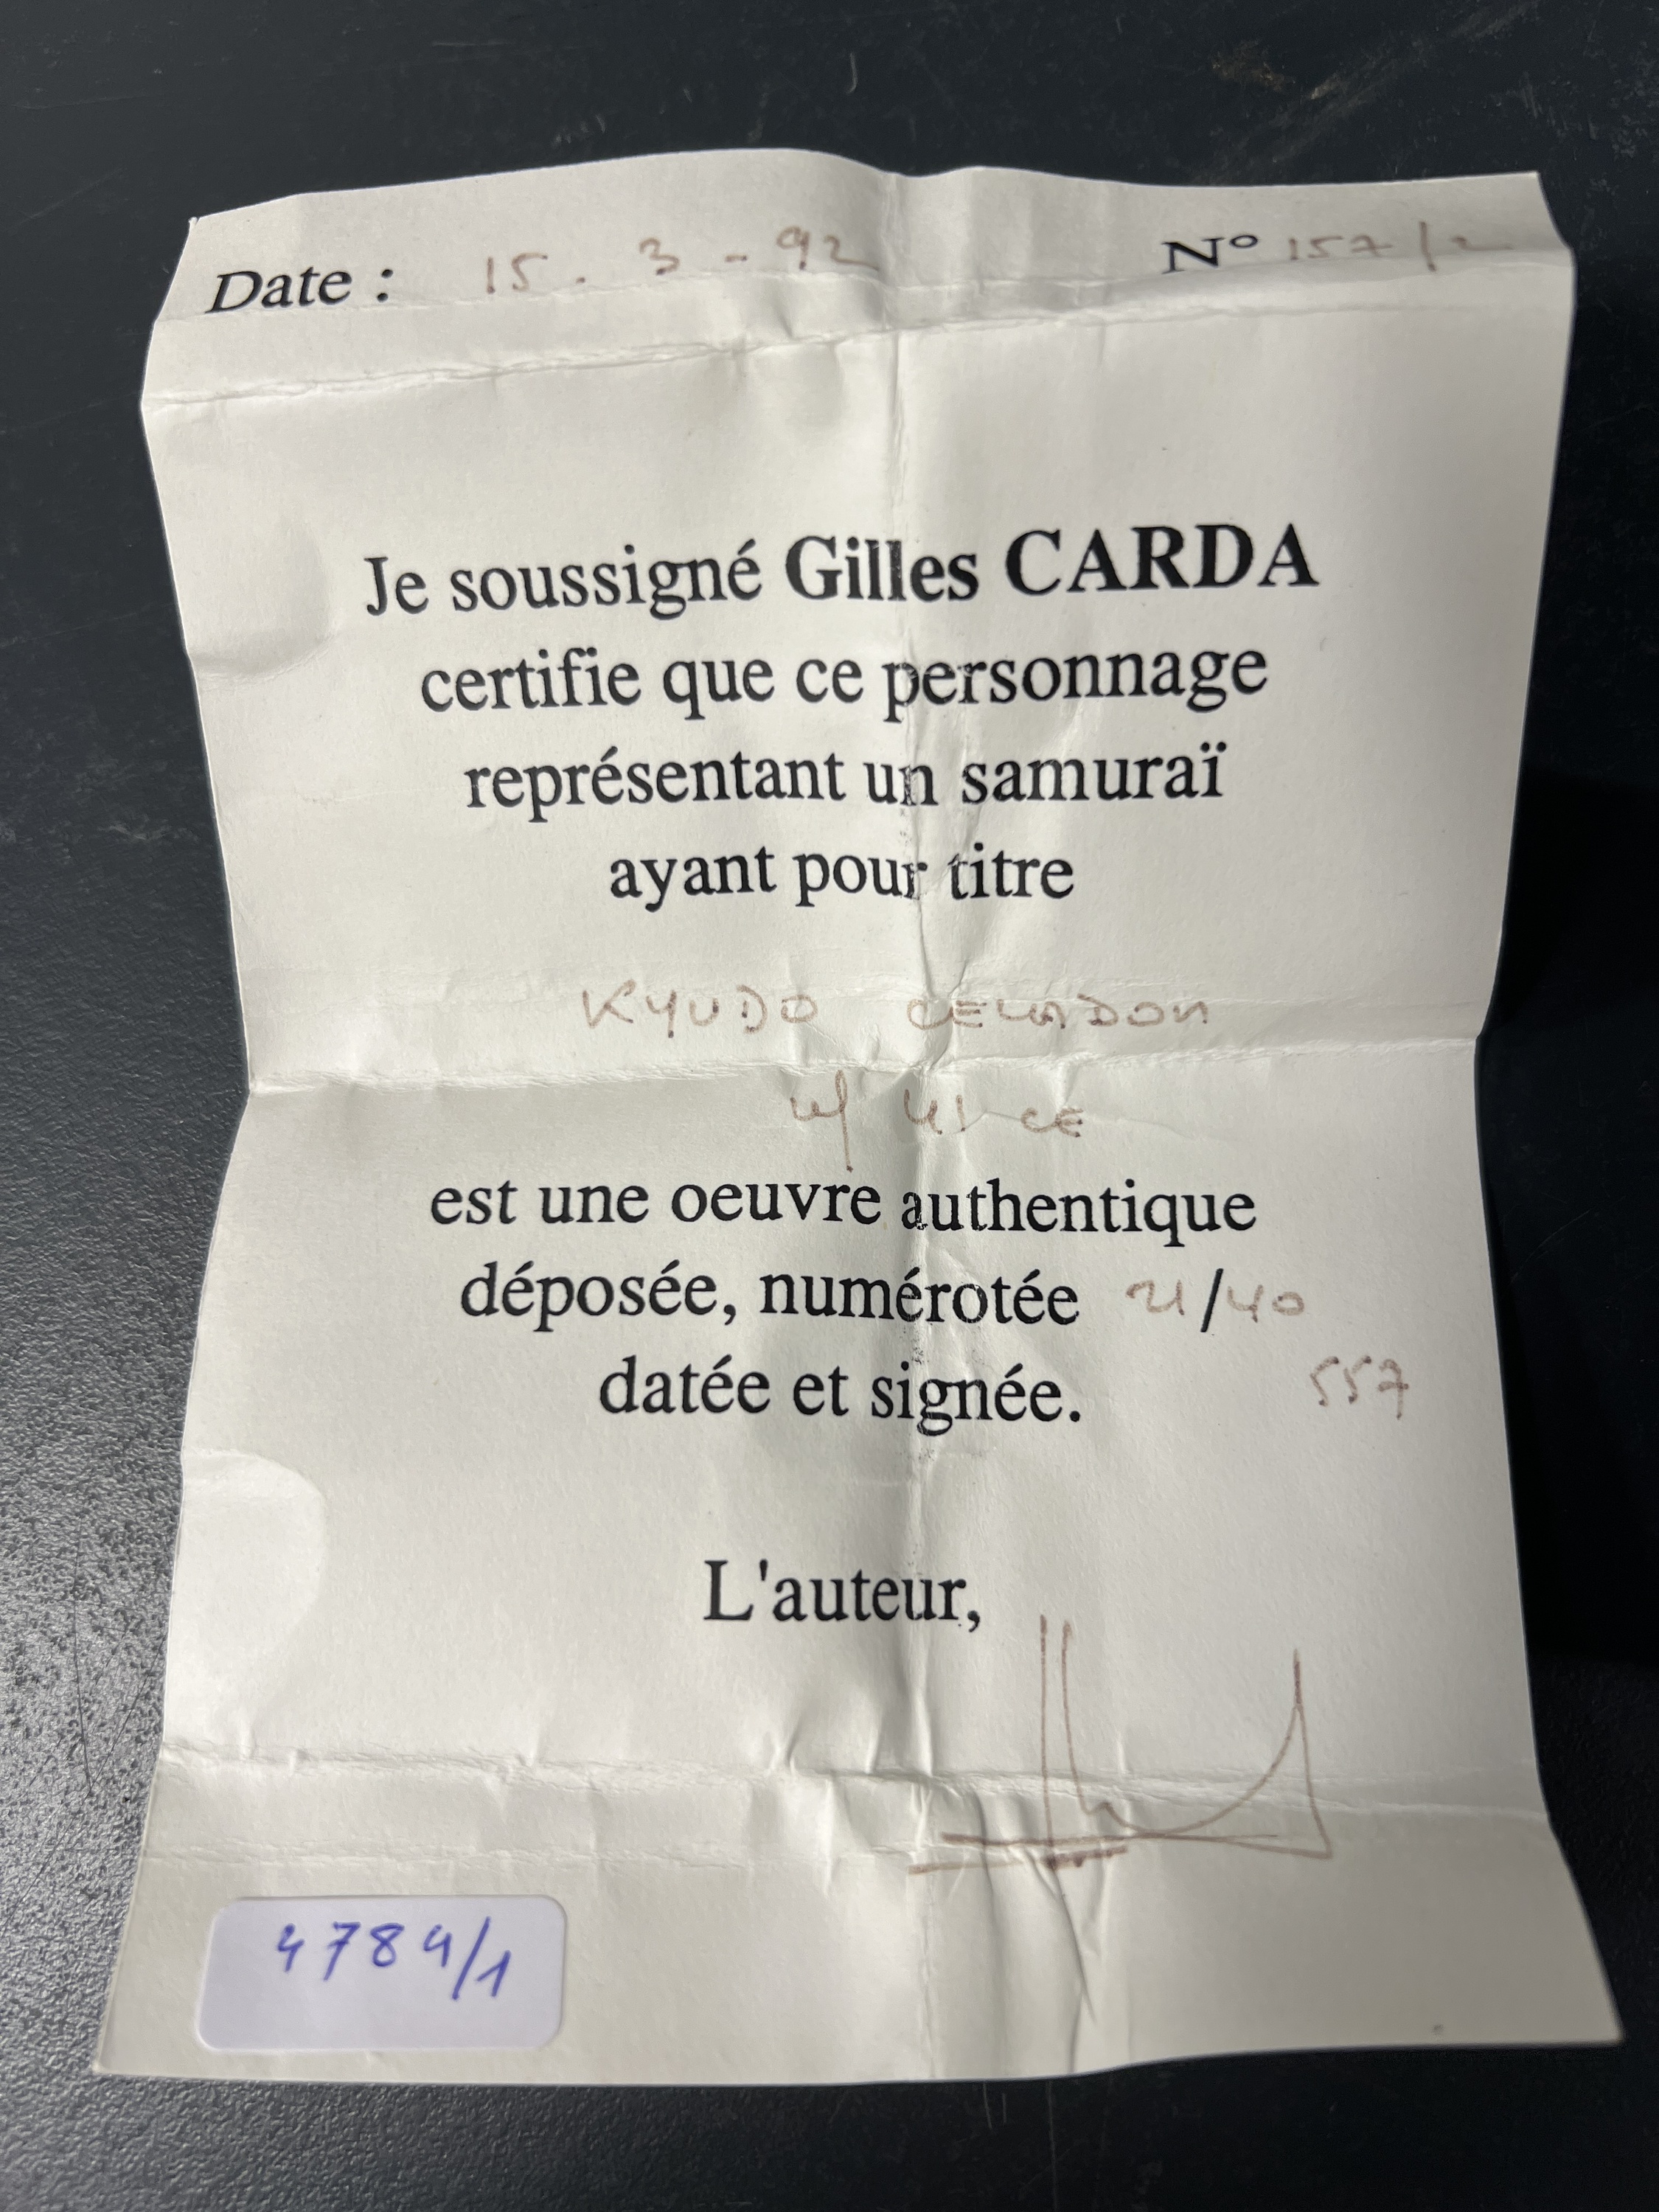 Date : 15 . 3 - 92 N° 157/2
Je soussigné Gilles CARDA
certifie que ce personnage
représentant un samuraï
ayant pour titre
KYUDO CELADON
est une oeuvre authentique
déposée, numérotée 21/40
datée et signée. 557
L'auteur,
4784/1